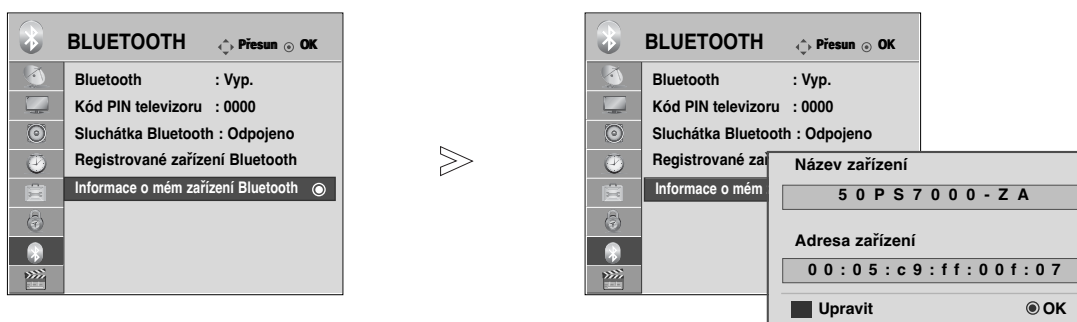 BLUETOOTH Přesun OK
Bluetooth : Vyp.
Kód PIN televizoru : 0000
Sluchátka Bluetooth : Odpojeno
Registrované zařízení Bluetooth
Informace o mém zařízení Bluetooth
BLUETOOTH Přesun OK
Bluetooth : Vyp.
Kód PIN televizoru : 0000
Sluchátka Bluetooth : Odpojeno
Registrované zař
Informace o mém
Název zařízení
50PS7000-ZA
Adresa zařízení
00:05:c9:ff:00f:07
Upravit OK